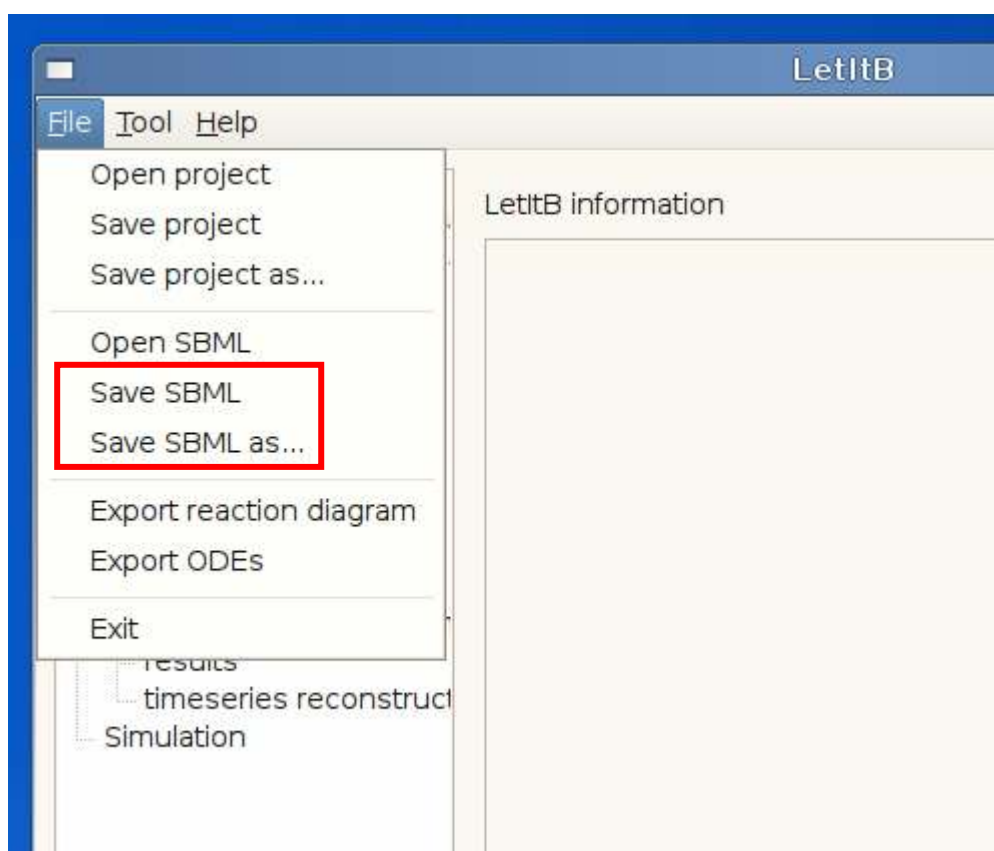 LetItB
File Tool Help
Open project
Save project
Save project as...
Open SBML
Save SBML
Save SBML as...
Export reaction diagram
Export ODEs
Exit
LetItB information
results
timeseries reconstruct
Simulation